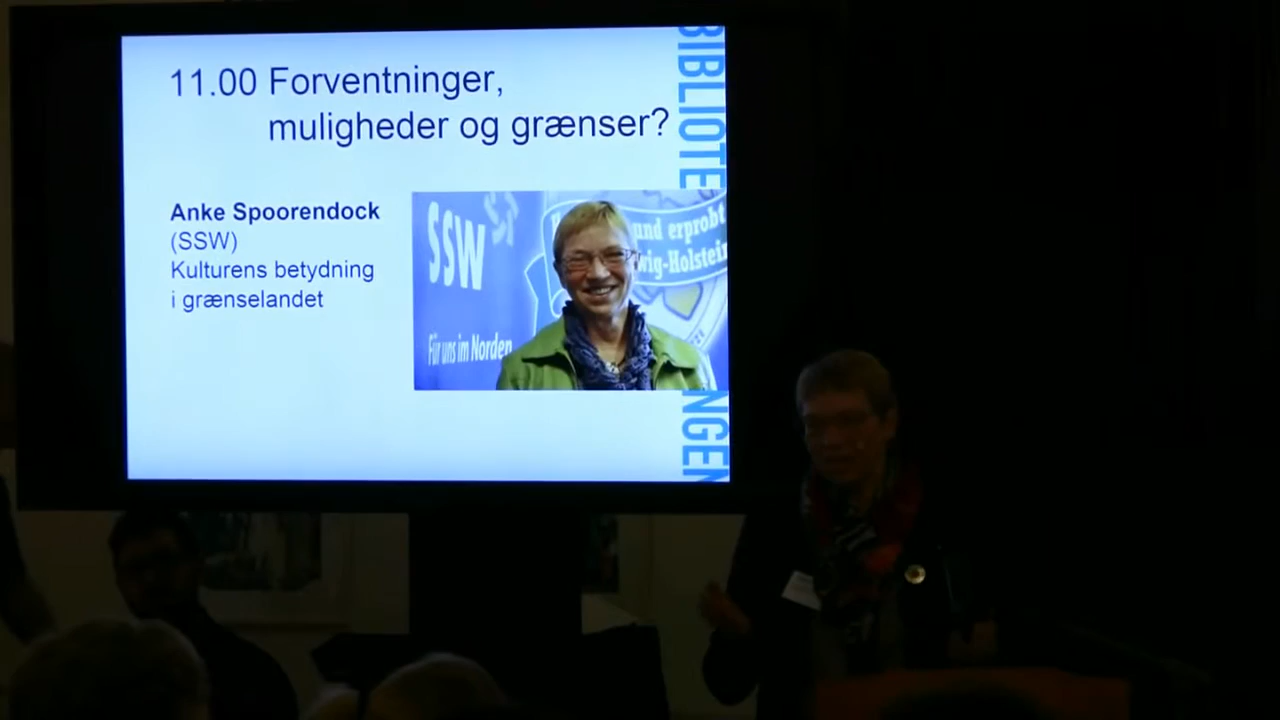 11.00 Forventninger,
muligheder og grænser?
BIBLIOTE
Anke Spoorendock
(SSW)
Kulturens betydning
i grænselandet
SSW
und erprobt
wig-Holstein
Für uns im Norden
NGEN